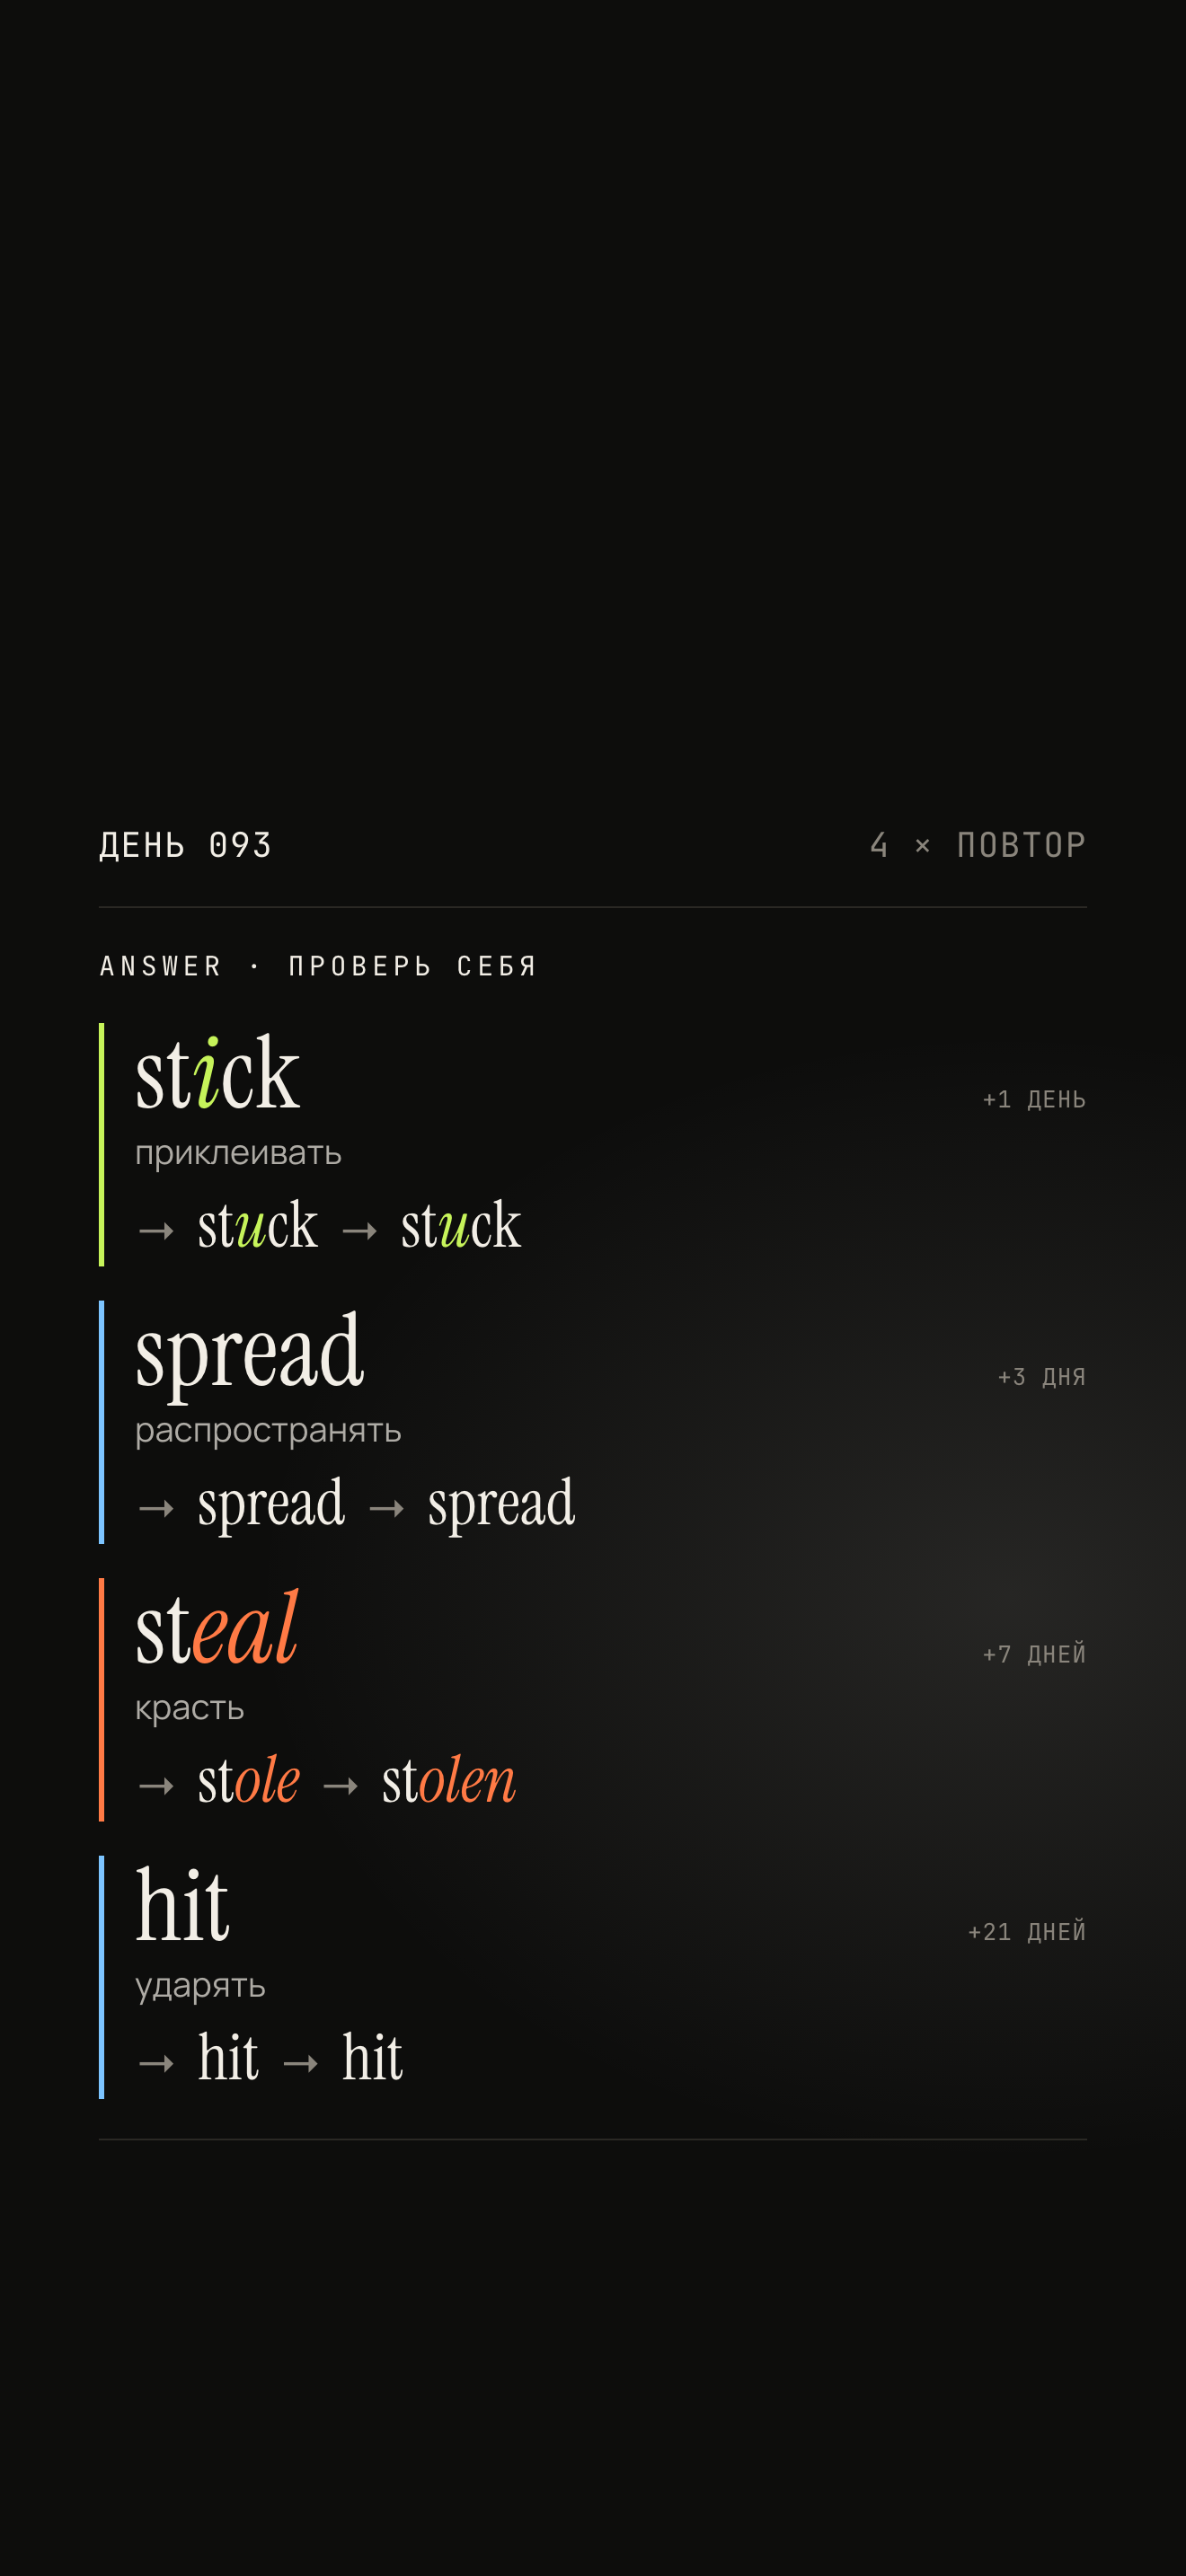 ДЕНЬ 093
4 × ПОВТОР
ANSWER · ПРОВЕРЬ СЕБЯ
stick
+1 ДЕНЬ
приклеивать
→ stuck → stuck
spread
+3 ДНЯ
распространять
→ spread → spread
steal
+7 ДНЕЙ
красть
→ stole → stolen
hit
+21 ДНЕЙ
ударять
→ hit → hit